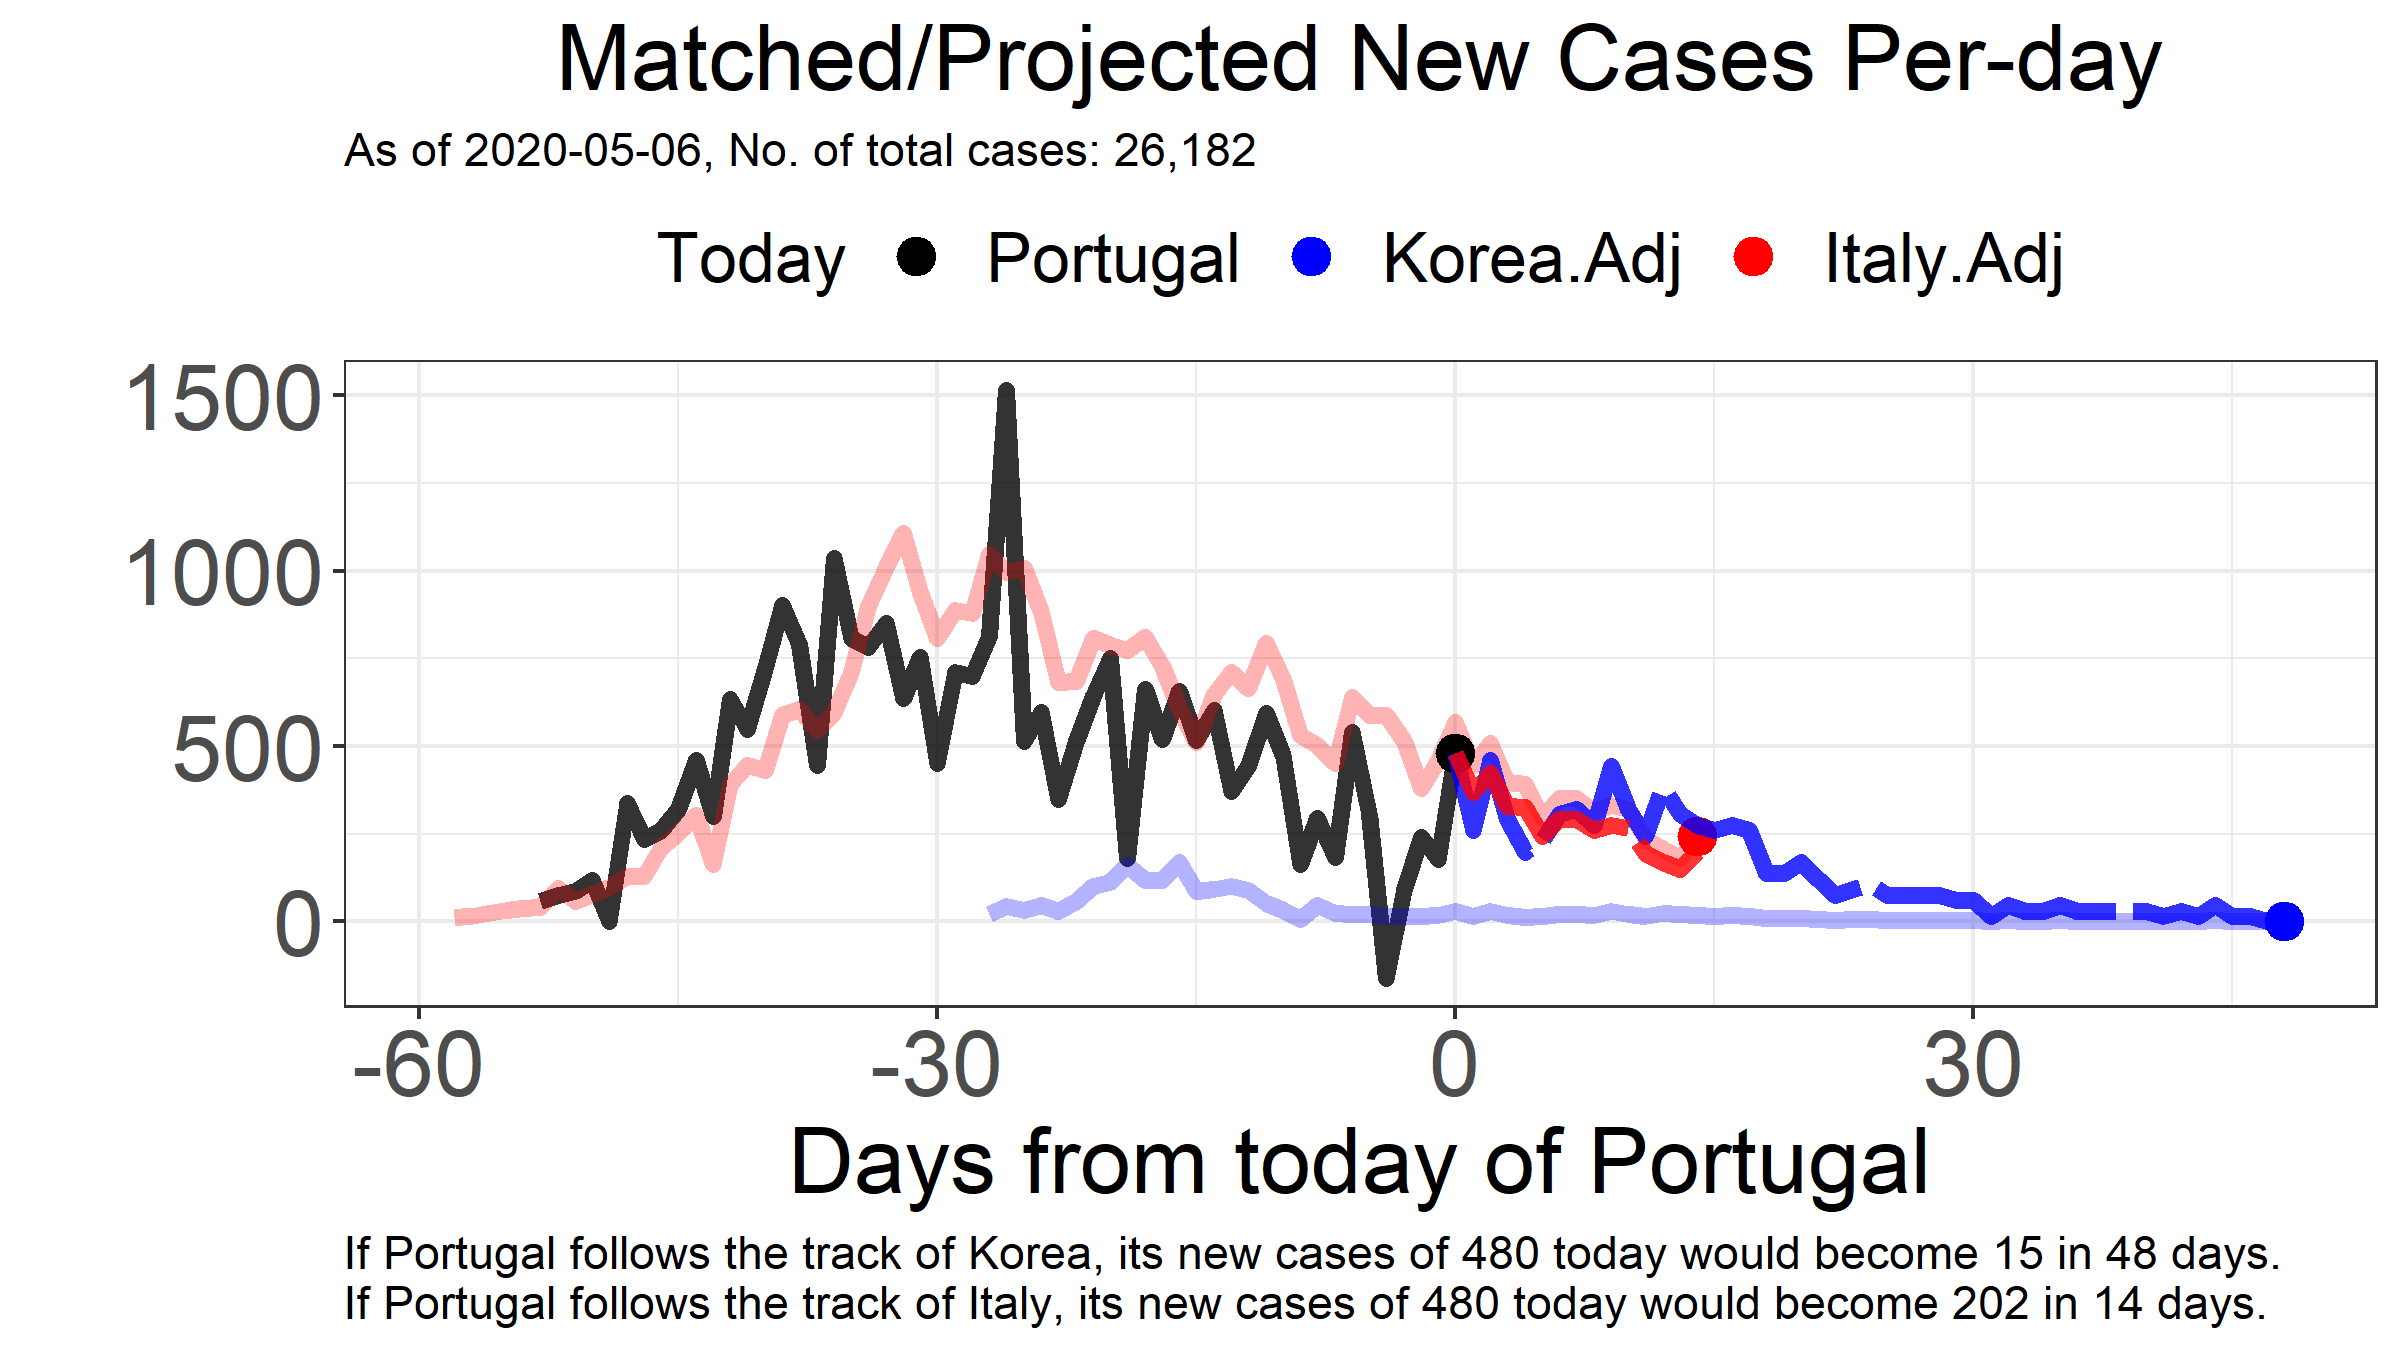 Matched/Projected New Cases Per-day
As of 2020-05-06, No. of total cases: 26,182
Today Portugal Korea.Adj Italy.Adj
1500
1000
500
0
-60 -30 0 30
Days from today of Portugal
If Portugal follows the track of Korea, its new cases of 480 today would become 15 in 48 days.
If Portugal follows the track of Italy, its new cases of 480 today would become 202 in 14 days.